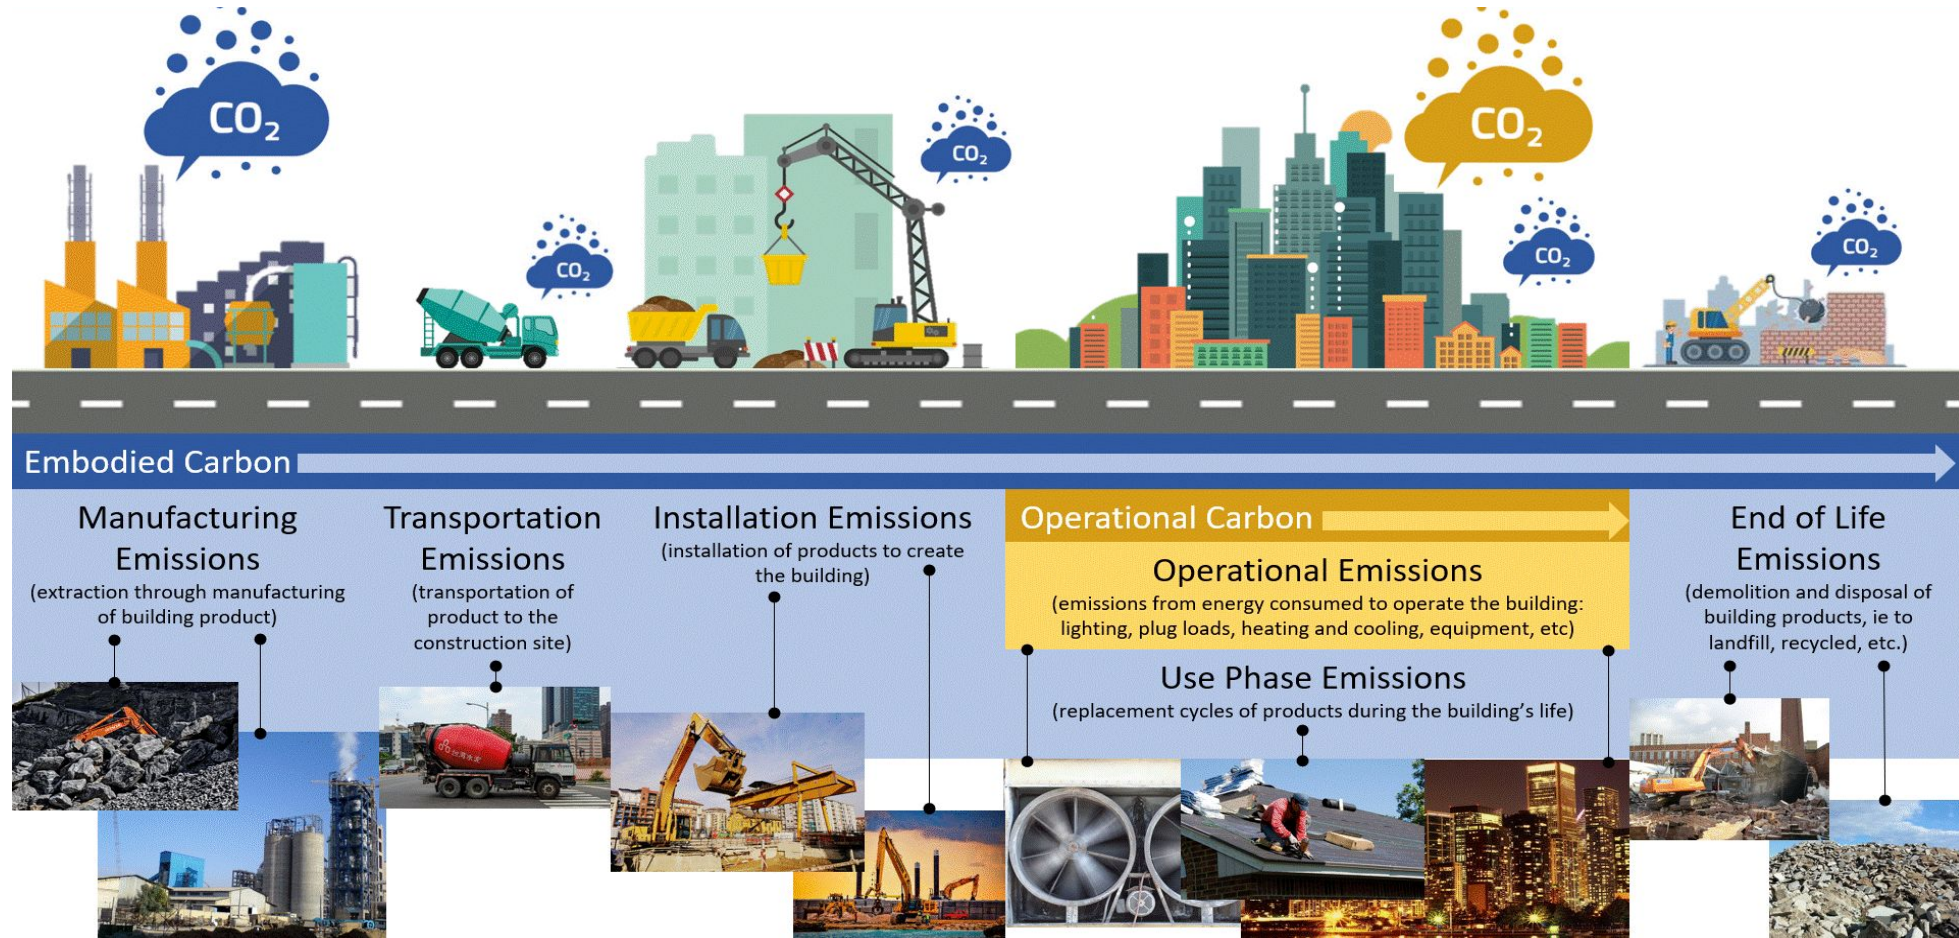 CO₂
CO₂
CO₂
CO₂
CO₂
CO₂
Embodied Carbon
Manufacturing
Emissions
(extraction through manufacturing
of building product)
Transportation
Emissions
(transportation of
product to the
construction site)
Installation Emissions
(installation of products to create
the building)
Operational Carbon
Operational Emissions
(emissions from energy consumed to operate the building:
lighting, plug loads, heating and cooling, equipment, etc)
Use Phase Emissions
(replacement cycles of products during the building’s life)
End of Life
Emissions
(demolition and disposal of
building products, ie to
landfill, recycled, etc.)